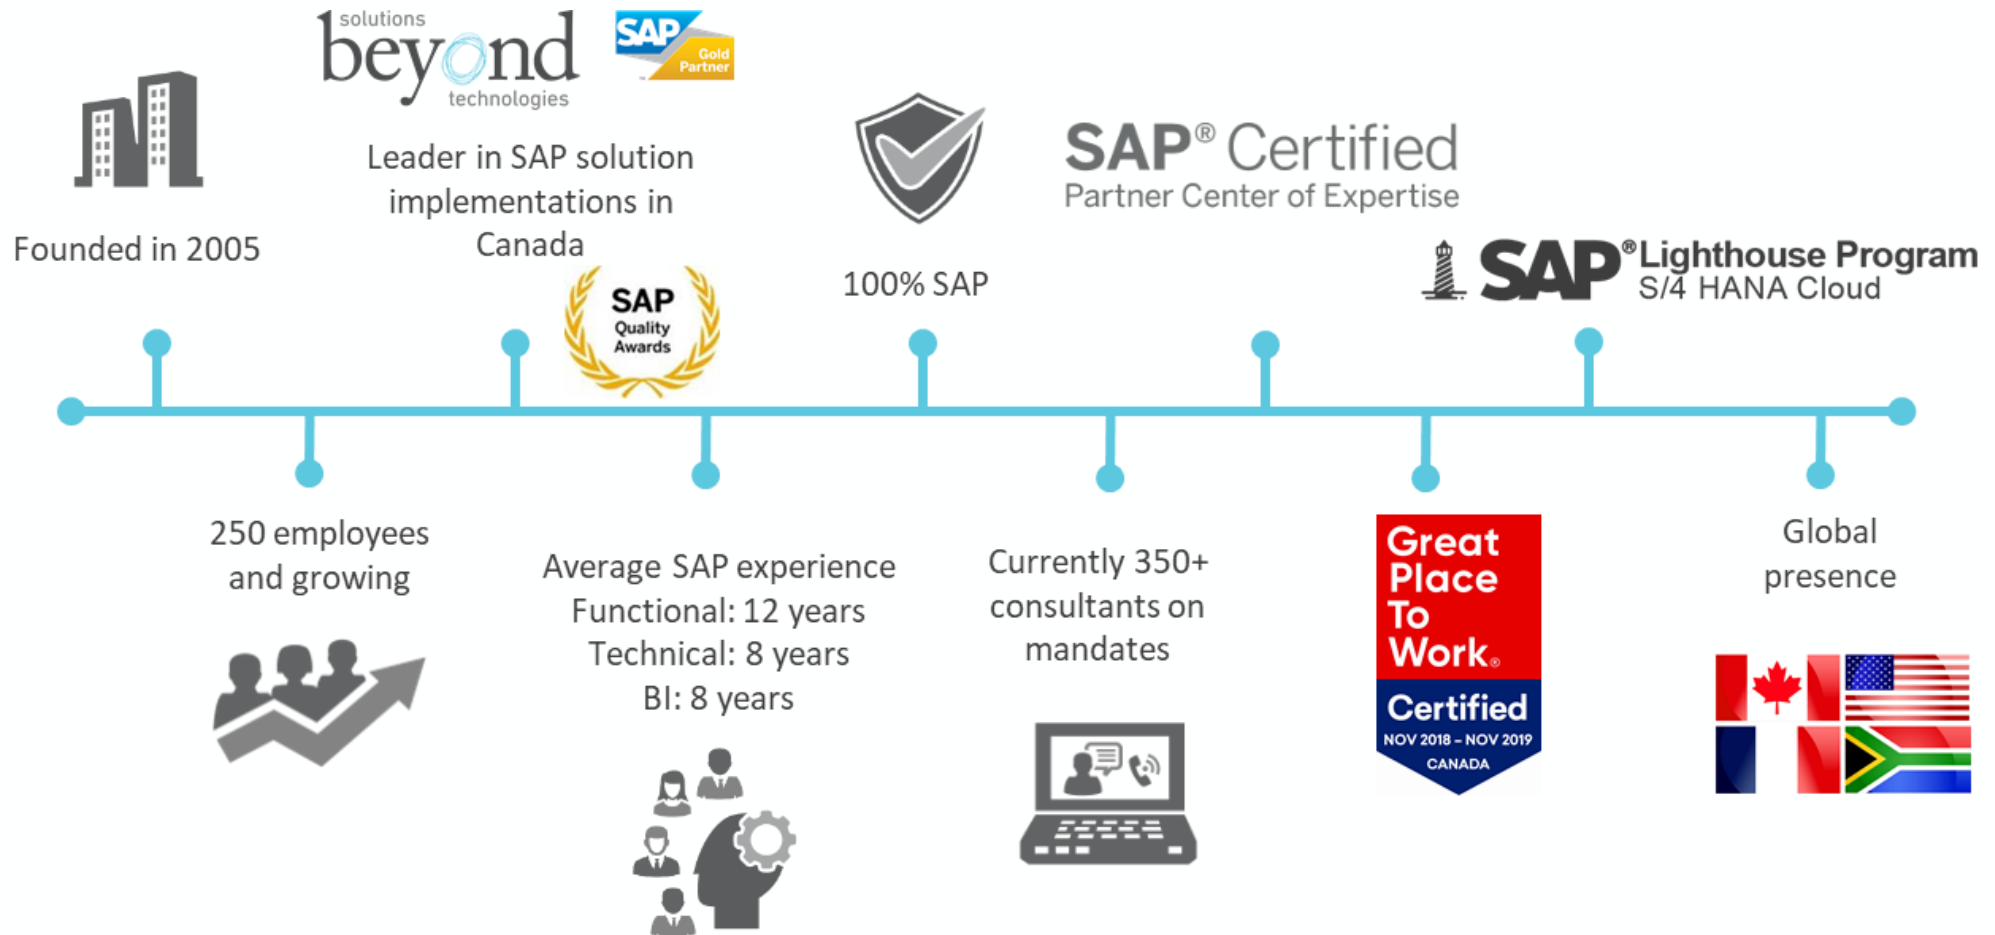 solutions
beyond
technologies
SAP
Gold
Partner
™
Leader in SAP solution
implementations in
Canada
Founded in 2005
SAP
Quality
Awards
100% SAP
SAP® Certified
Partner Center of Expertise
SAP® Lighthouse Program
S/4 HANA Cloud
250 employees
and growing
Average SAP experience
Functional: 12 years
Technical: 8 years
BI: 8 years
Currently 350+
consultants on
mandates
Great
Place
To
Work®
Certified
NOV 2018 – NOV 2019
CANADA
Global
presence